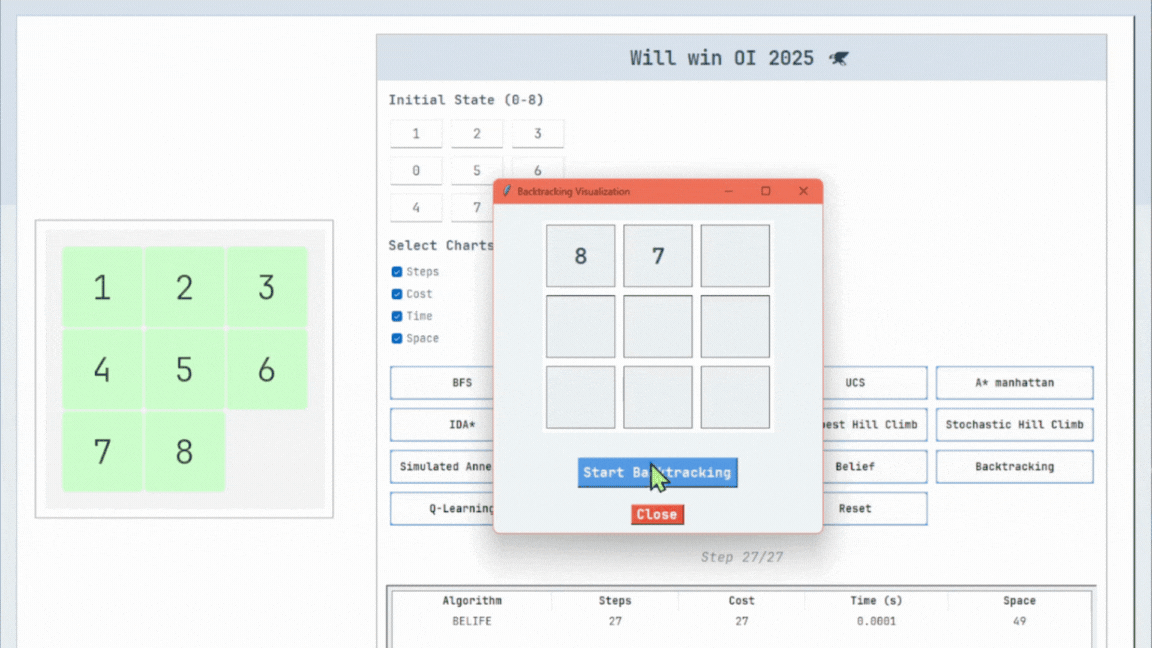 Will win OI 2025
Initial State (0-8)
1 2 3
0 5 6
4 7
Select Charts
Steps
Cost
Time
Space
1 2 3
4 5 6
7 8
Backtracking Visualization
8 7
Start Backtracking
Close
BFS UCS A* manhattan
IDA* Hill Climb Stochastic Hill Climb
Simulated Belief Backtracking
Q-Learning Reset
Step 27/27
Algorithm Steps Cost Time (s) Space
BELIFE 27 27 0.0001 49